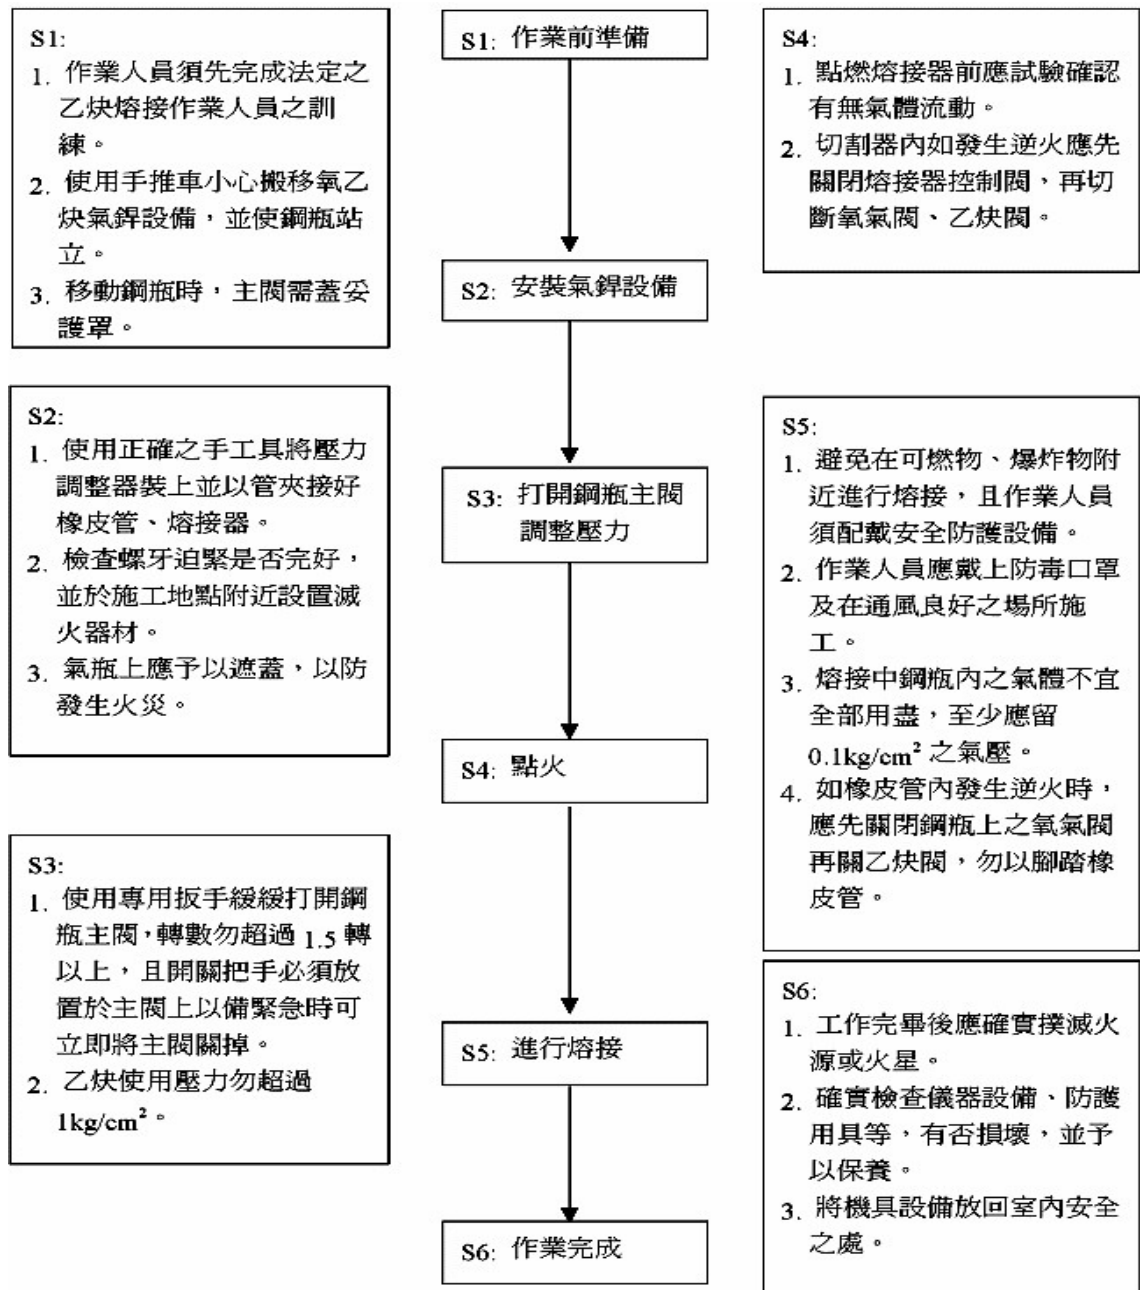 S1:
1. 作業人員須先完成法定之
乙炔熔接作業人員之訓
練。
2. 使用手推車小心搬移氧乙
炔氣銲設備，並使鋼瓶站
立。
3. 移動鋼瓶時，主閥需蓋妥
護罩。
S2:
1. 使用正確之手工具將壓力
調整器裝上並以管夾接好
橡皮管、熔接器。
2. 檢查螺牙迫緊是否完好，
並於施工地點附近設置滅
火器材。
3. 氣瓶上應予以遮蓋，以防
發生火災。
S3:
1. 使用專用扳手緩緩打開鋼
瓶主閥，轉數勿超過 1.5 轉
以上，且開關把手必須放
置於主閥上以備緊急時可
立即將主閥關掉。
2. 乙炔使用壓力勿超過
1kg/cm²。
S1: 作業前準備
S2: 安裝氣銲設備
S3: 打開鋼瓶主閥
調整壓力
S4: 點火
S5: 進行熔接
S6: 作業完成
S4:
1. 點燃熔接器前應試驗確認
有無氣體流動。
2. 切割器內如發生逆火應先
關閉熔接器控制閥、再切
斷氧氣閥、乙炔閥。
S5:
1. 避免在可燃物、爆炸物附
近進行熔接，且作業人員
須配戴安全防護設備。
2. 作業人員應戴上防毒口罩
及在通風良好之場所施
工。
3. 熔接中鋼瓶內之氣體不宜
全部用盡，至少應留
0.1kg/cm² 之氣壓。
4. 如橡皮管內發生逆火時，
應先關閉鋼瓶上之氧氣閥
再關乙炔閥，勿以腳踏橡
皮管。
S6:
1. 工作完畢後應確實撲滅火
源或火星。
2. 確實檢查儀器設備、防護
用具等，有否損壞，並予
以保養。
3. 將機具設備放回室內安全
之處。